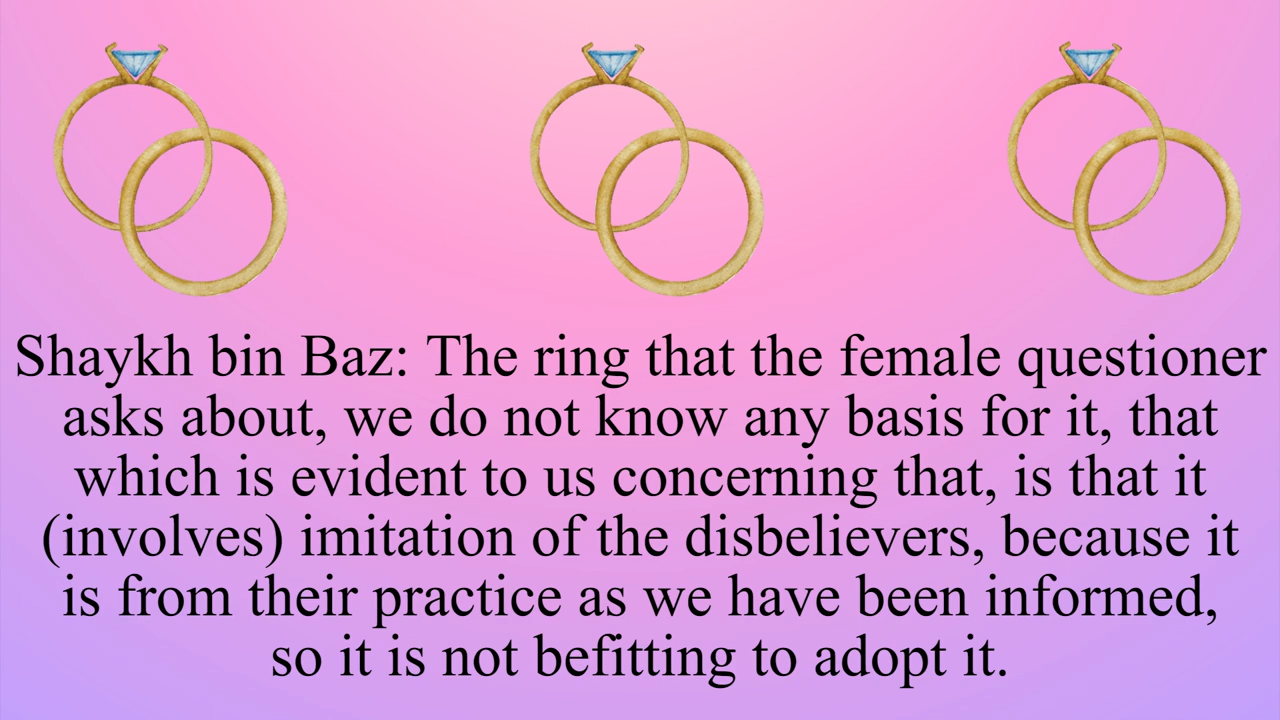 Shaykh bin Baz: The ring that the female questioner
asks about, we do not know any basis for it, that
which is evident to us concerning that, is that it
(involves) imitation of the disbelievers, because it
is from their practice as we have been informed,
so it is not befitting to adopt it.